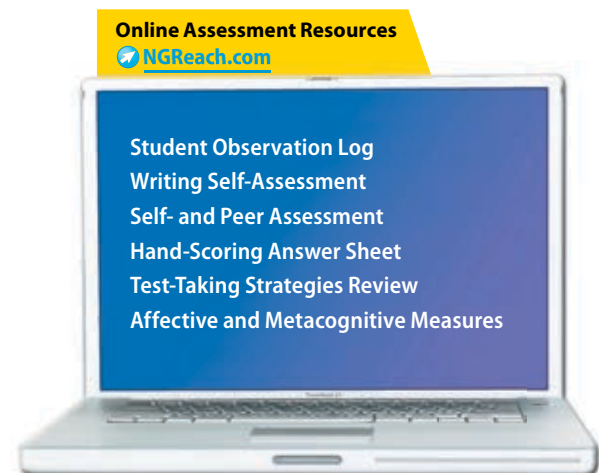 Online Assessment Resources
NGReach.com
Student Observation Log
Writing Self-Assessment
Self- and Peer Assessment
Hand-Scoring Answer Sheet
Test-Taking Strategies Review
Affective and Metacognitive Measures